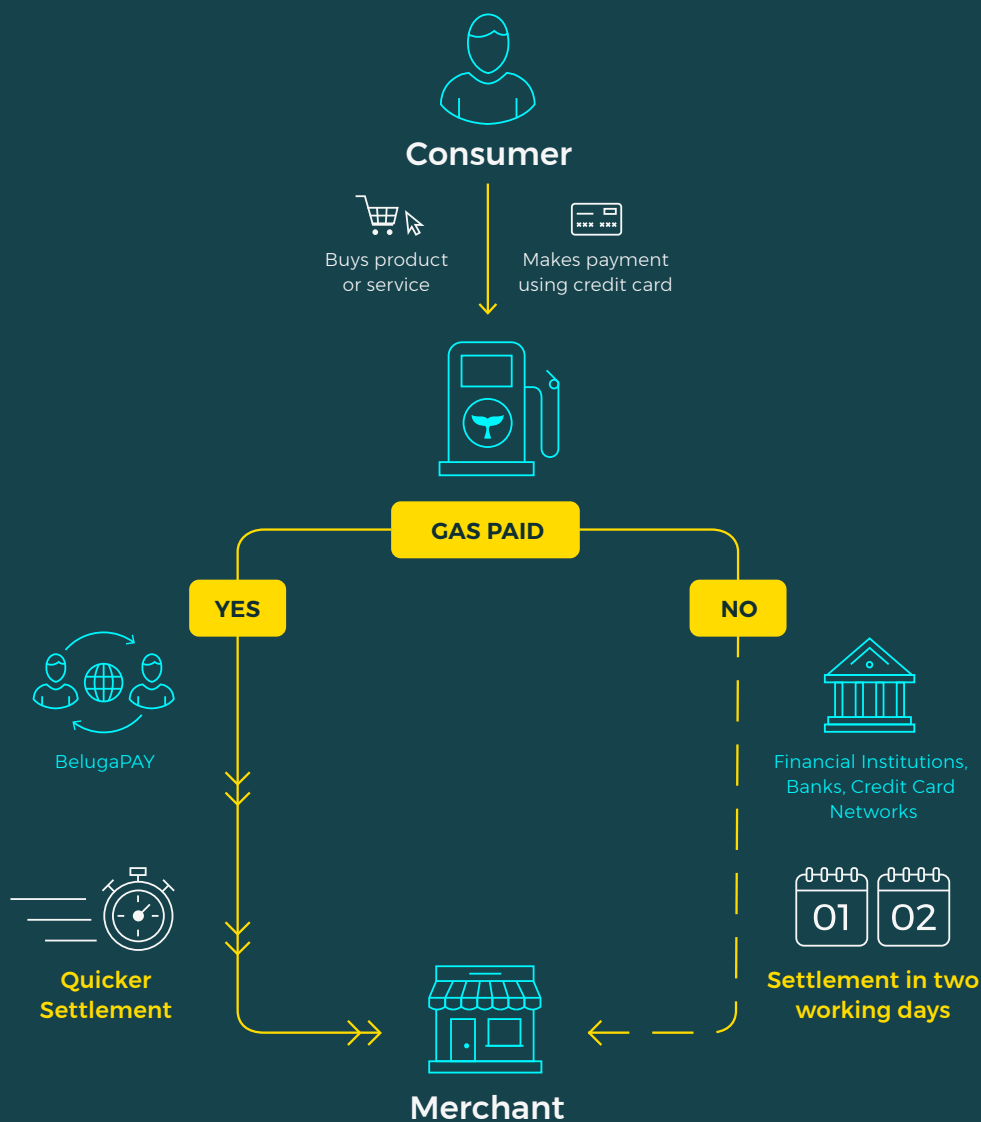 Consumer
Buys product
or service
Makes payment
using credit card
GAS PAID
YES
NO
BelugaPAY
Financial Institutions,
Banks, Credit Card
Networks
01
02
Quicker
Settlement
Settlement in two
working days
Merchant